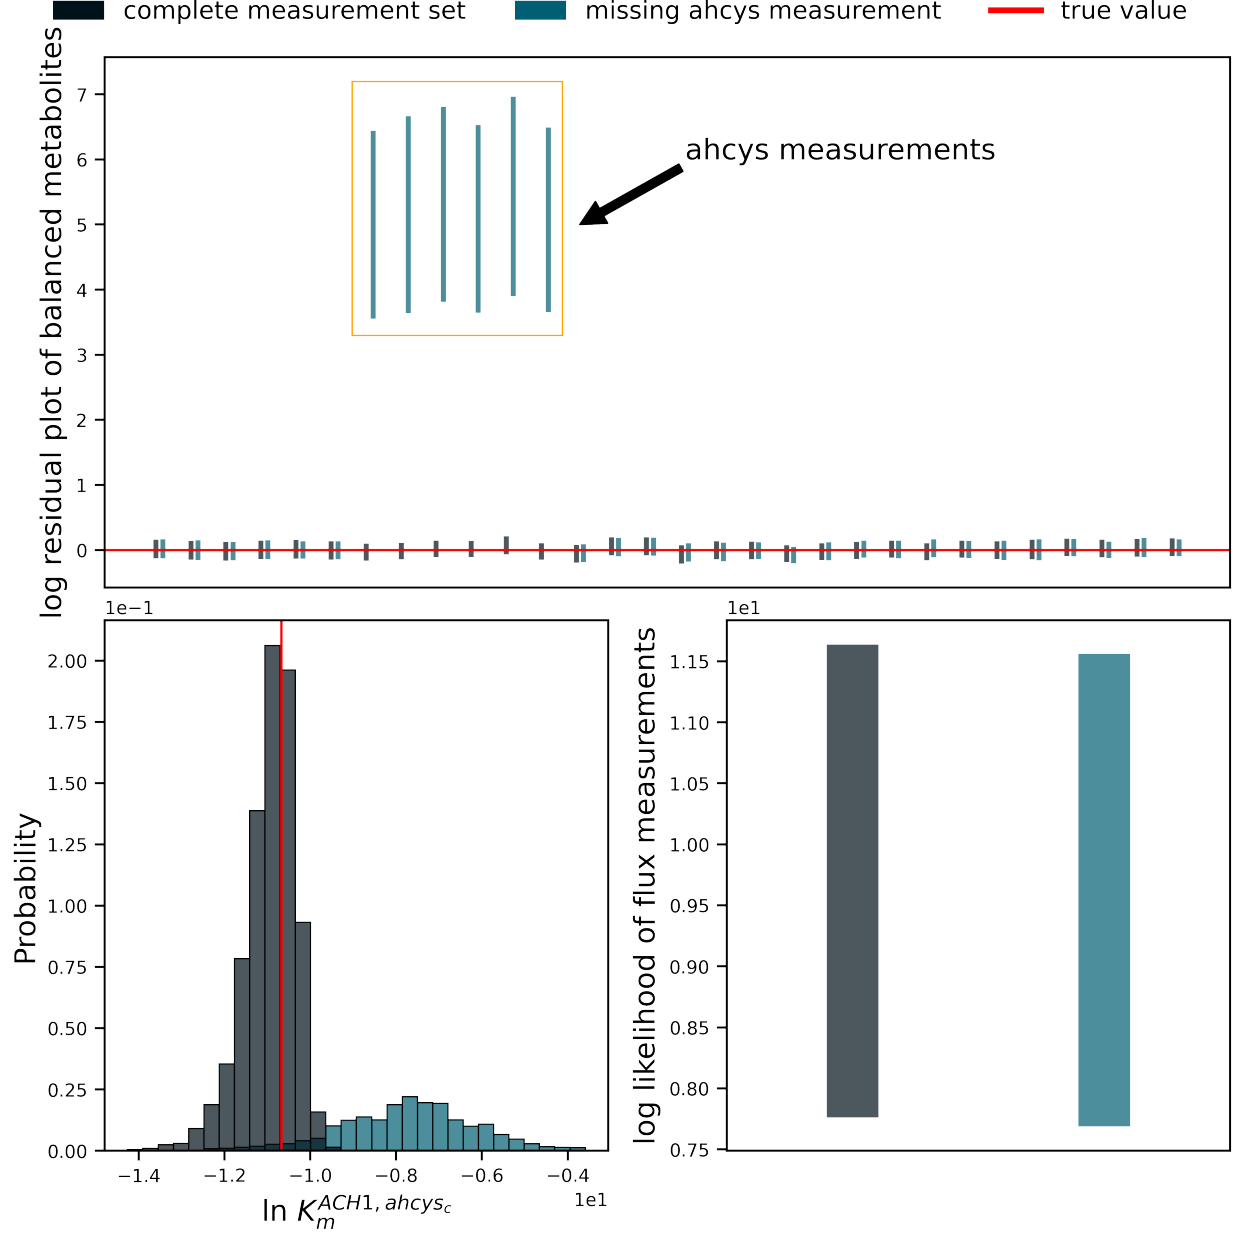 complete measurement set missing ahcys measurement true value
log residual plot of balanced metabolites
7
6
5
4
3
2
1
0
ahcys measurements
1e−1
Probability
2.00
1.75
1.50
1.25
1.00
0.75
0.50
0.25
0.00
−1.4 −1.2 −1.0 −0.8 −0.6 −0.4
1e1
ln K_m^{ACH1, ahcys_c}
1e1
log likelihood of flux measurements
1.15
1.10
1.05
1.00
0.95
0.90
0.85
0.80
0.75